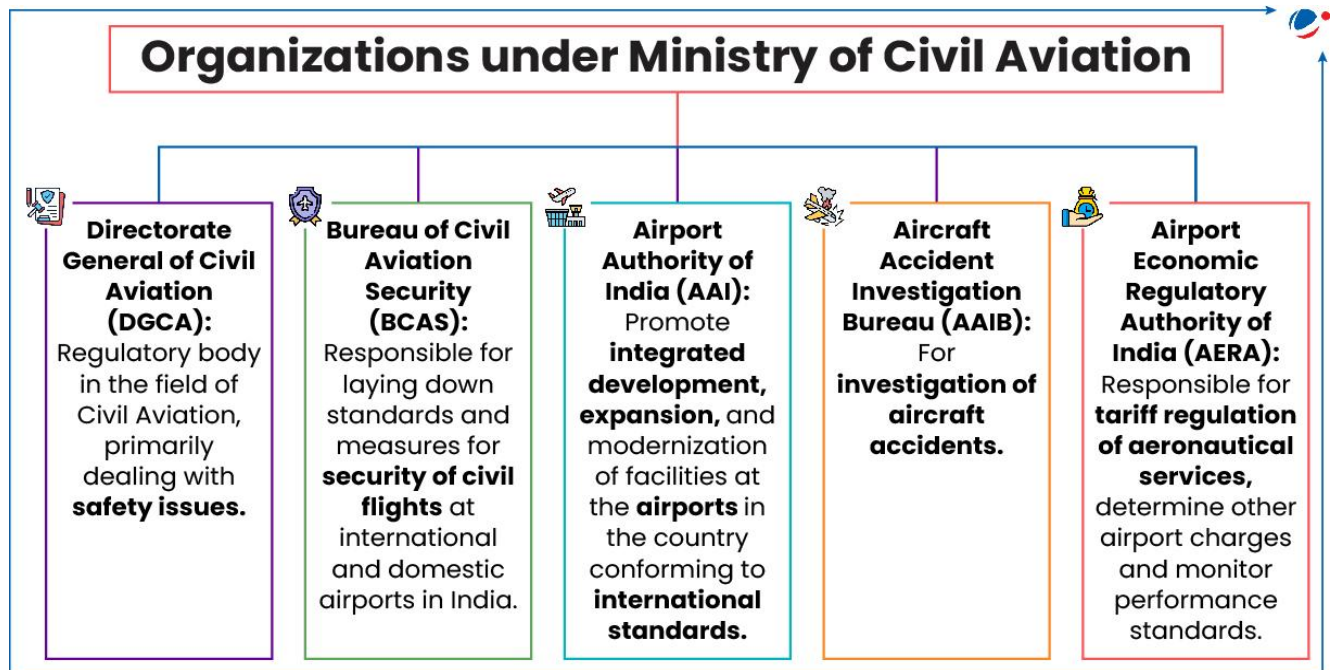 Organizations under Ministry of Civil Aviation
Directorate
General of Civil
Aviation
(DGCA):
Regulatory body
in the field of
Civil Aviation,
primarily
dealing with
safety issues.
Bureau of Civil
Aviation
Security
(BCAS):
Responsible for
laying down
standards and
measures for
security of civil
flights at
international
and domestic
airports in India.
Airport
Authority of
India (AAI):
Promote
integrated
development,
expansion, and
modernization
of facilities at
the airports in
the country
conforming to
international
standards.
Aircraft
Accident
Investigation
Bureau (AAIB):
For
investigation of
aircraft
accidents.
Airport
Economic
Regulatory
Authority of
India (AERA):
Responsible for
tariff regulation
of aeronautical
services,
determine other
airport charges
and monitor
performance
standards.